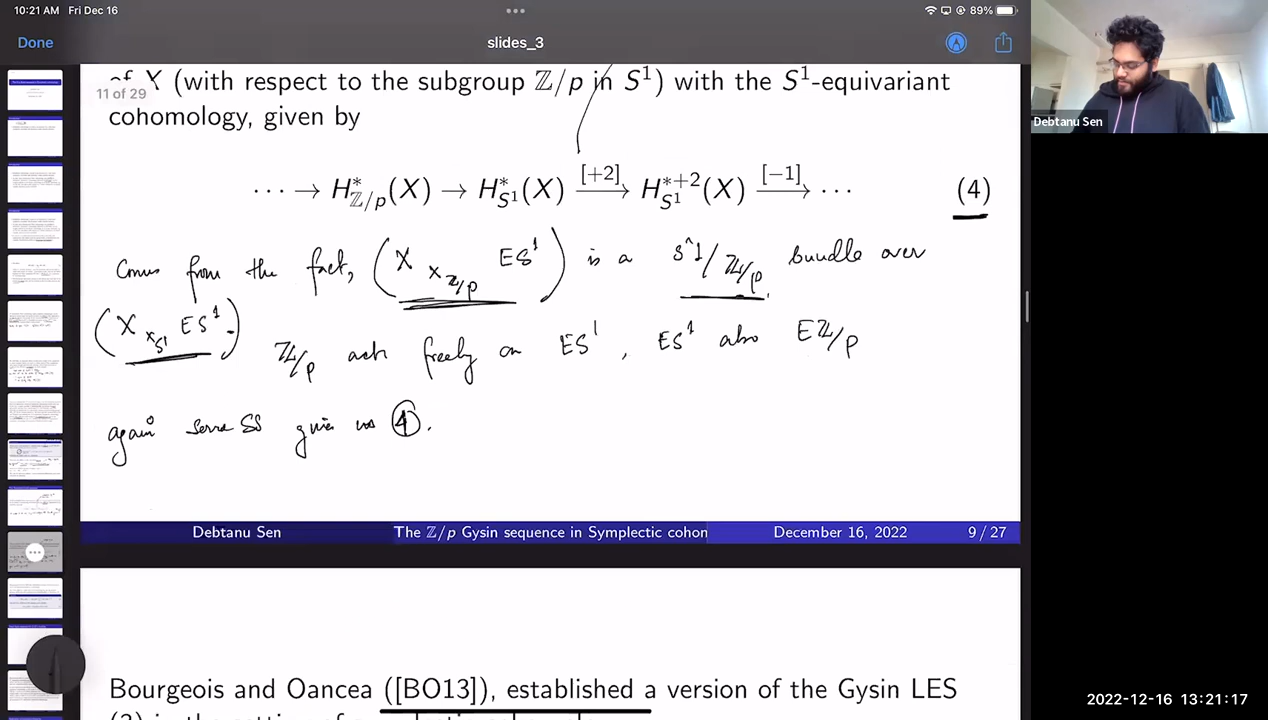 10:21 AM Fri Dec 16
89%
Done
slides_3
of X (with respect to the subgroup ℤ/p in S¹) with the S¹-equivariant
11 of 29
cohomology, given by
⋯ → H*_{ℤ/p}(X) → H*_{S¹}(X) —[+2]→ H^{*+2}_{S¹}(X) —[-1]→ ⋯ (4)
Comes from the fact, (X ×_{ℤ/p} ES¹) is a S^1/ℤ/p bundle over
(X ×_{S¹} ES¹).
ℤ/p acts freely on ES¹, ES¹ also Eℤ/p
again serre SS gives us ④.
Debtanu Sen The ℤ/p Gysin sequence in Symplectic cohom December 16, 2022 9 / 27
Bourgeois and Oancea ([BO13]), established a version of the Gysin LES
Debtanu Sen
2022-12-16 13:21:17